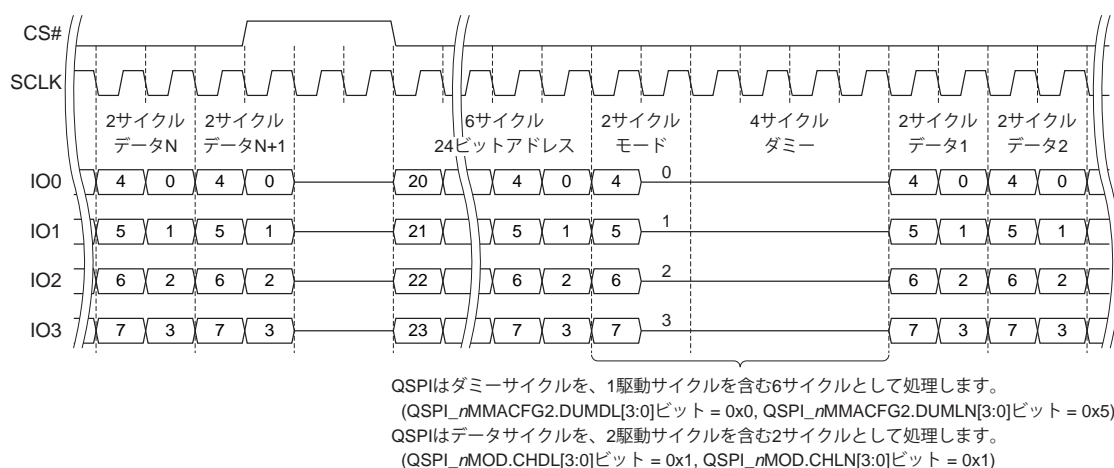 CS#
SCLK
2サイクル 2サイクル 6サイクル 2サイクル 4サイクル 2サイクル 2サイクル
データN データN+1 24ビットアドレス モード ダミー データ1 データ2
IO0 4 0 4 0 20 4 0 4 0 4 0 4 0
IO1 5 1 5 1 21 5 1 5 1 5 1 5 1
IO2 6 2 6 2 22 6 2 6 2 6 2 6 2
IO3 7 3 7 3 23 7 3 7 3 7 3 7 3
QSPIはダミーサイクルを、1駆動サイクルを含む6サイクルとして処理します。
(QSPI_nMMACFG2.DUMDL[3:0]ビット = 0x0, QSPI_nMMACFG2.DUMLN[3:0]ビット = 0x5)
QSPIはデータサイクルを、2駆動サイクルを含む2サイクルとして処理します。
(QSPI_nMOD.CHDL[3:0]ビット = 0x1, QSPI_nMOD.CHLN[3:0]ビット = 0x1)